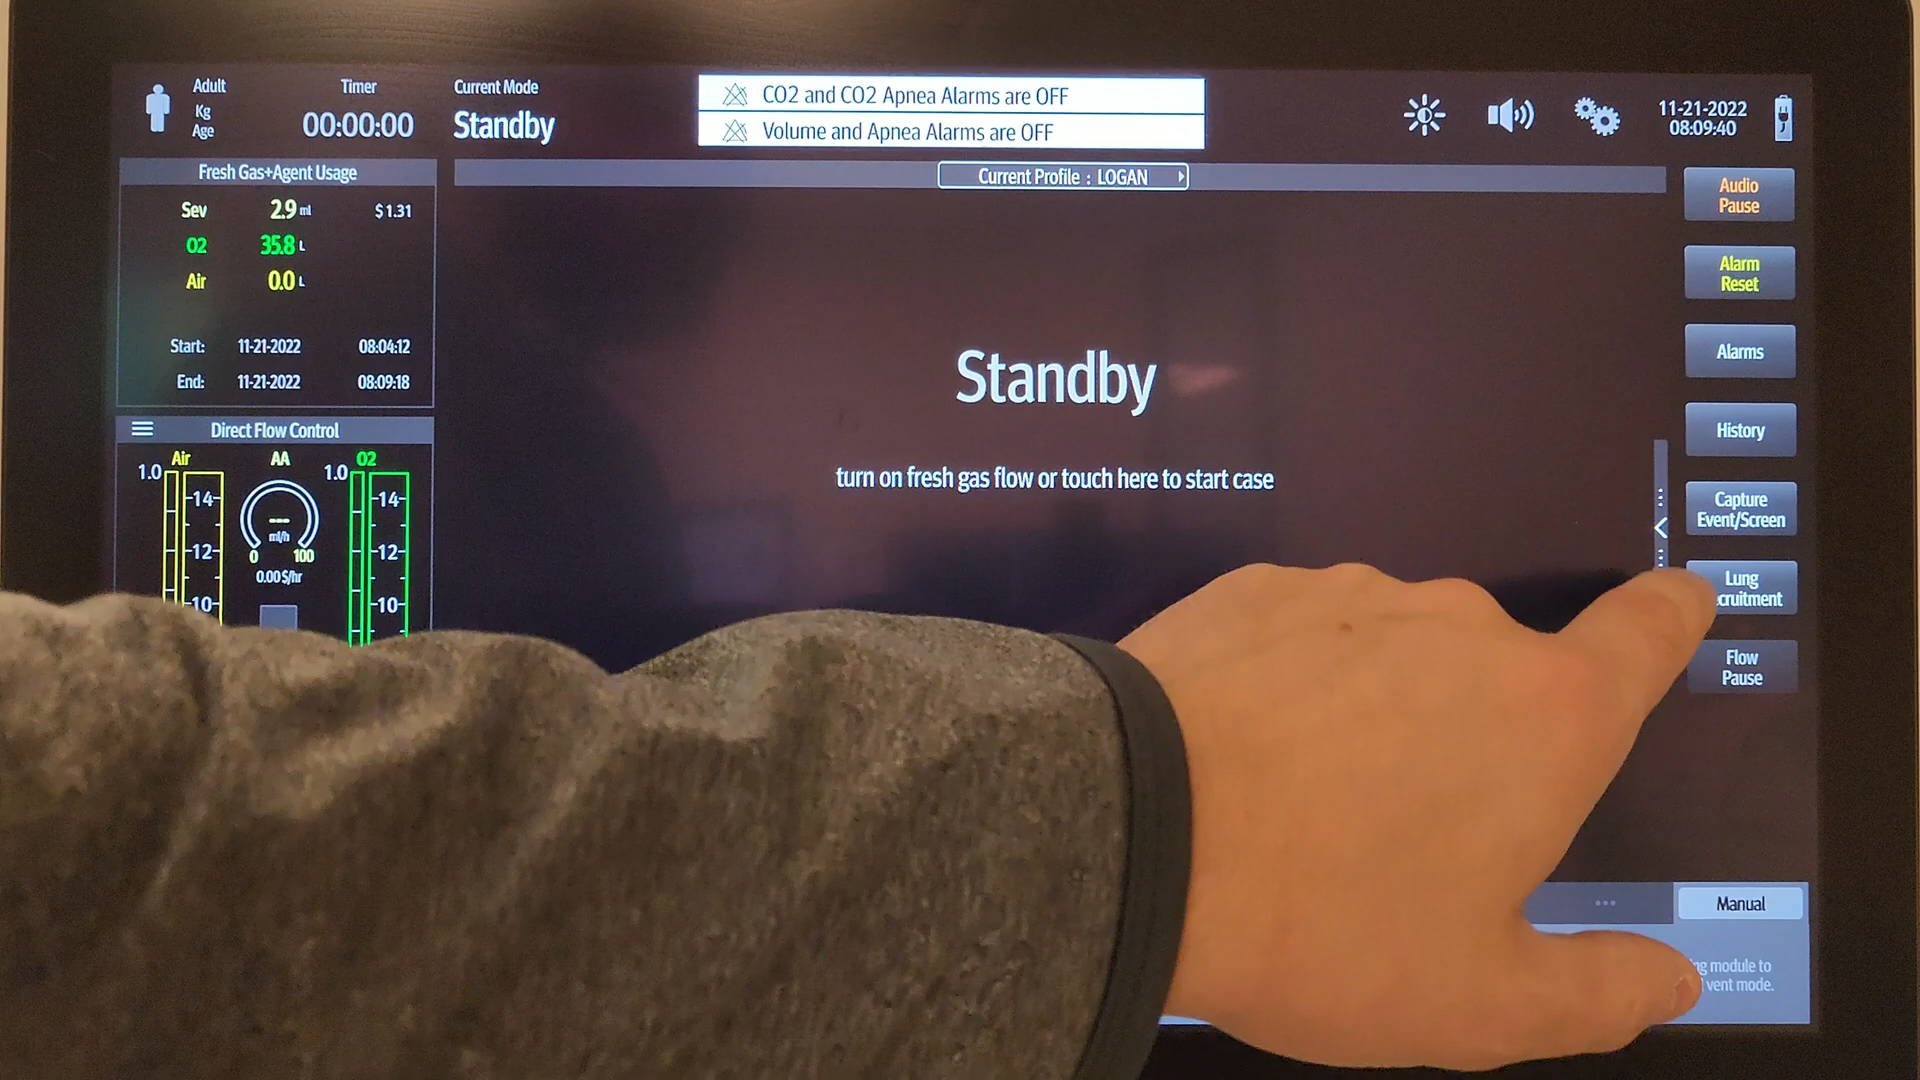 Adult
Kg
Age
Timer
00:00:00
Current Mode
Standby
CO2 and CO2 Apnea Alarms are OFF
Volume and Apnea Alarms are OFF
11-21-2022
08:09:40
Fresh Gas+Agent Usage
Sev 2.9 ml $ 1.31
O2 35.8 L
Air 0.0 L
Start: 11-21-2022 08:04:12
End: 11-21-2022 08:09:18
Current Profile : LOGAN
Standby
turn on fresh gas flow or touch here to start case
Direct Flow Control
Air AA O2
1.0 14 12 10
--- ml/h
0 100
0.00 $/hr
1.0 14 12 10
Audio
Pause
Alarm
Reset
Alarms
History
Capture
Event/Screen
Lung
cruitment
Flow
Pause
Manual
module to
vent mode.